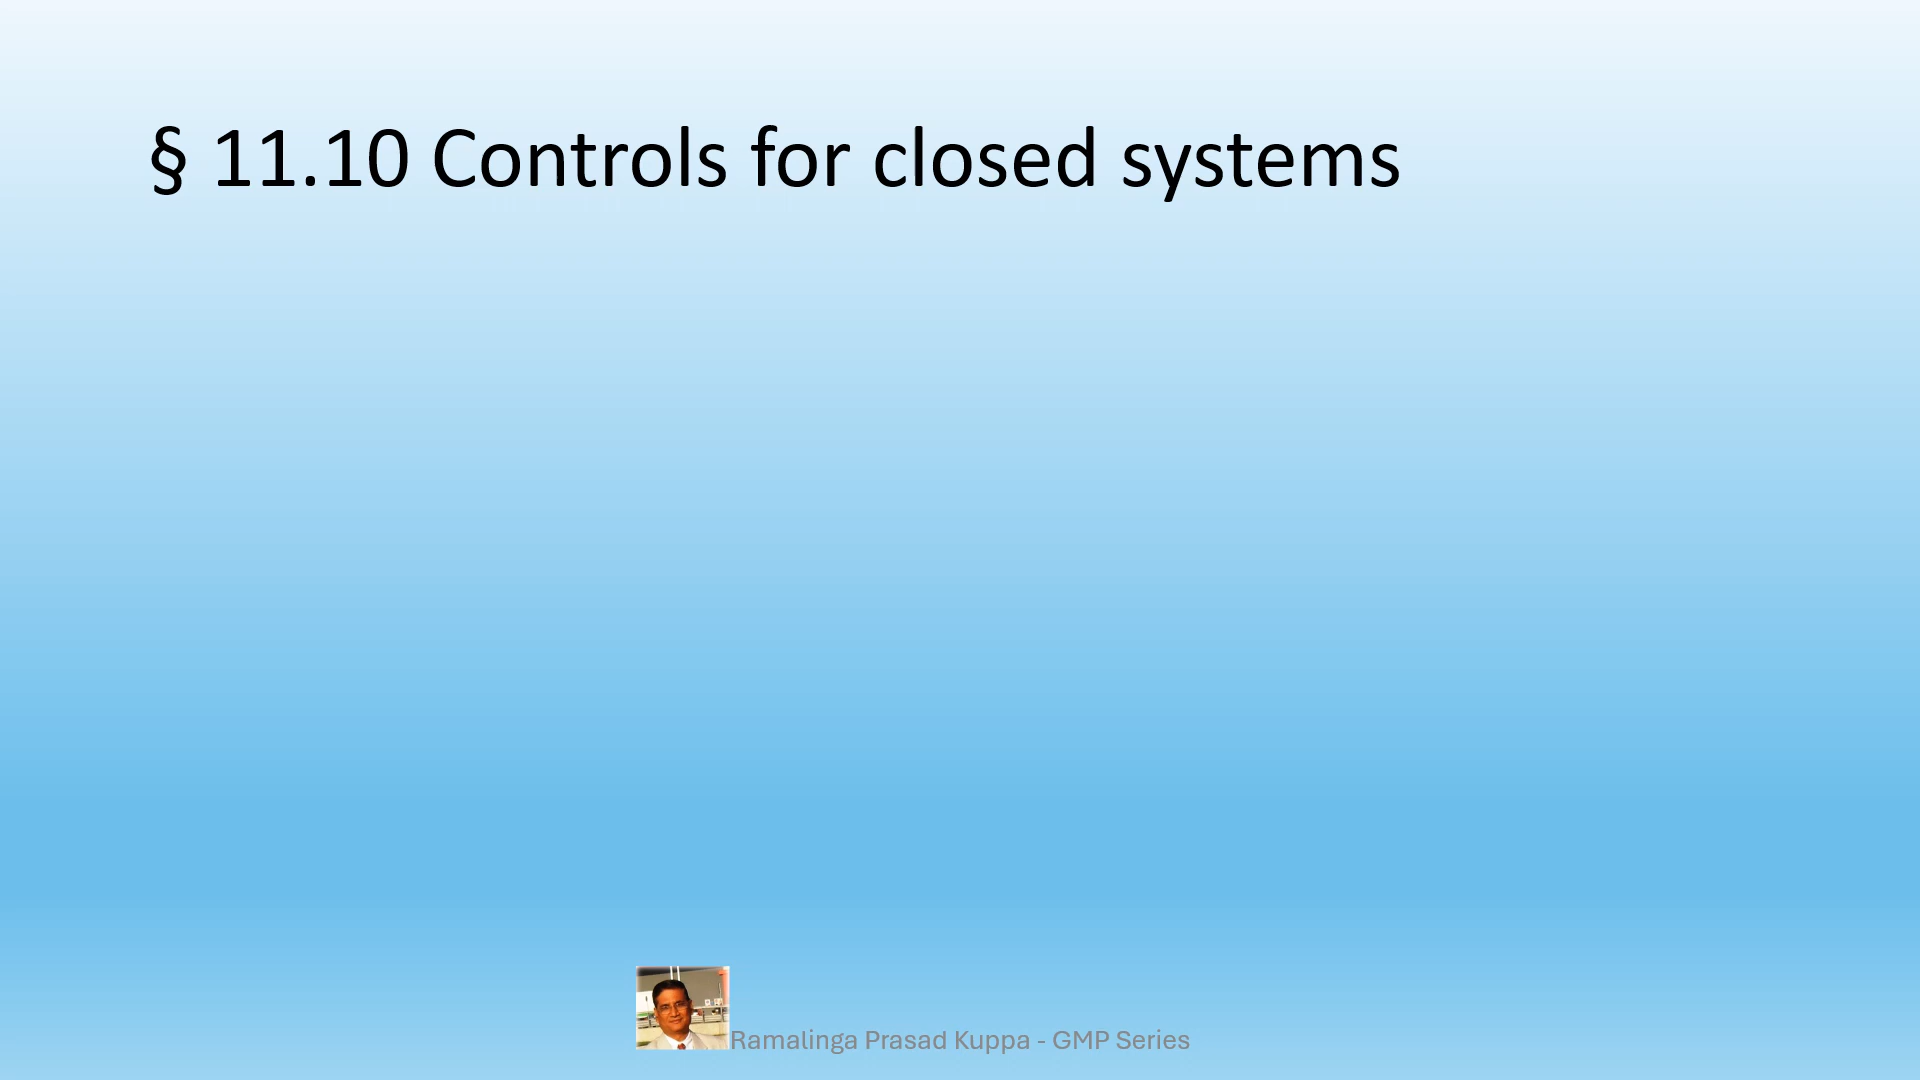 § 11.10 Controls for closed systems
Ramalinga Prasad Kuppa - GMP Series